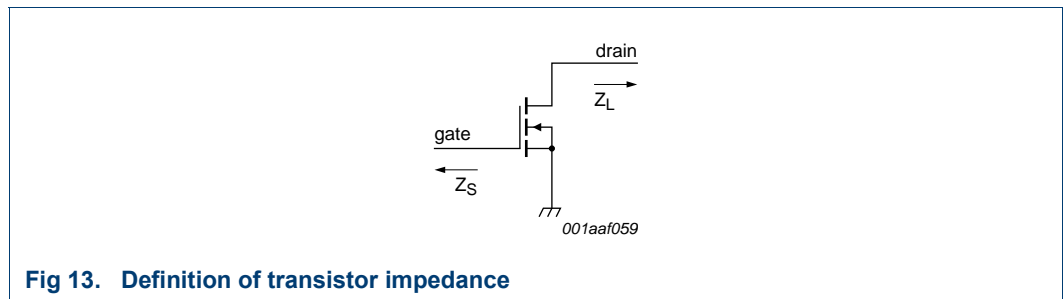 drain
Z_L
gate
Z_S
001aaf059
Fig 13. Definition of transistor impedance